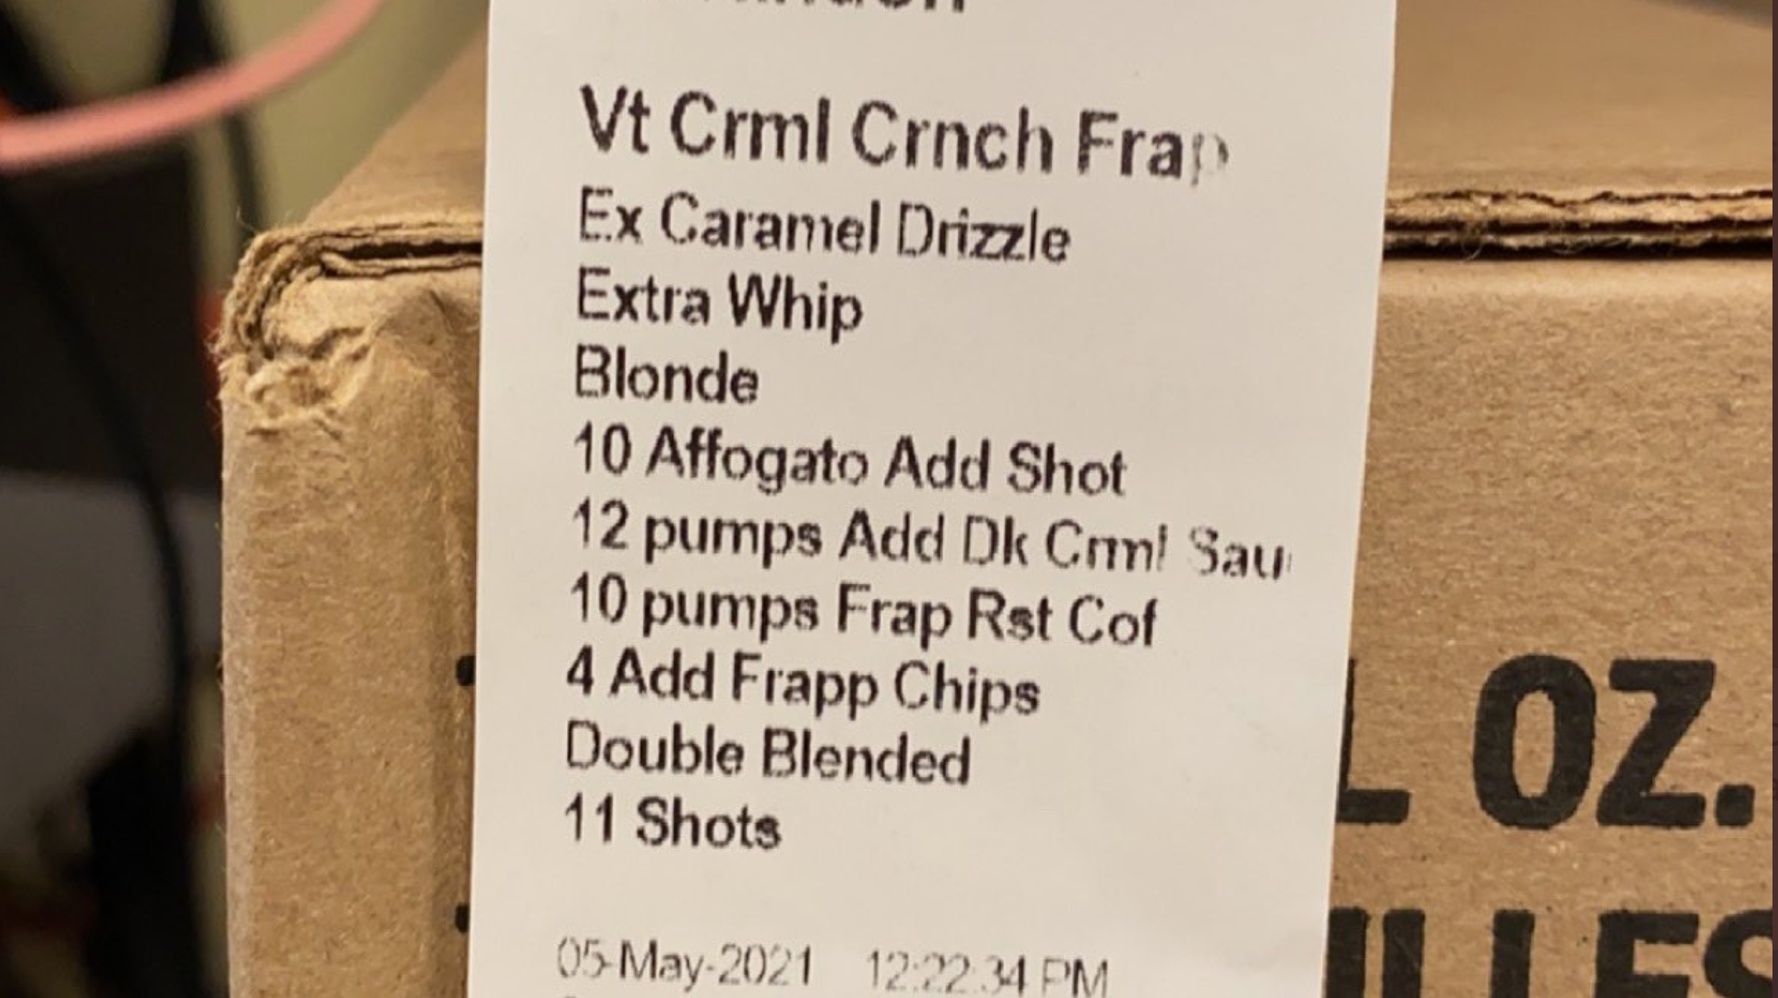 Vt Crml Crnch Frap
Ex Caramel Drizzle
Extra Whip
Blonde
10 Affogato Add Shot
12 pumps Add Dk Crml Sau
10 pumps Frap Rst Cof
4 Add Frapp Chips
Double Blended
11 Shots
05-May-2021 12:22:34 PM
L OZ.